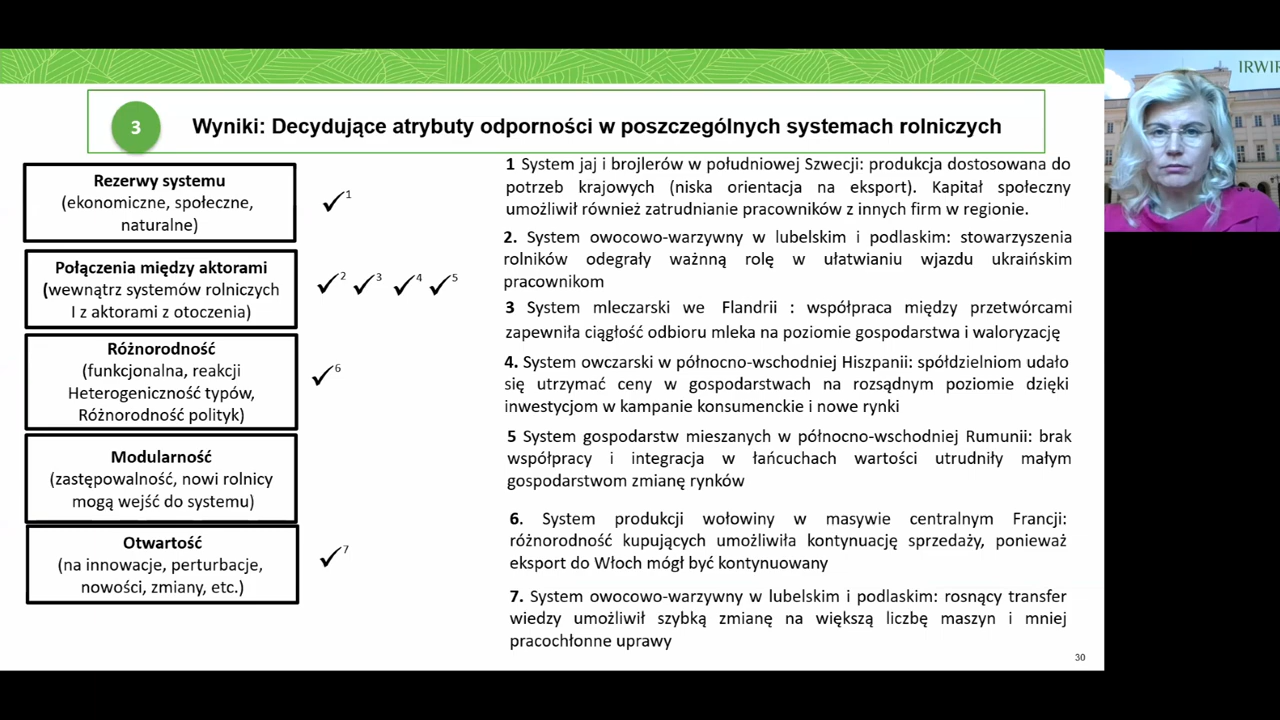 IRWIR
3
Wyniki: Decydujące atrybuty odporności w poszczególnych systemach rolniczych
Rezerwy systemu
(ekonomiczne, społeczne,
naturalne)
✓1
Połączenia między aktorami
(wewnątrz systemów rolniczych
I z aktorami z otoczenia)
✓2 ✓3 ✓4 ✓5
Różnorodność
(funkcjonalna, reakcji
Heterogeniczność typów,
Różnorodność polityk)
✓6
Modularność
(zastępowalność, nowi rolnicy
mogą wejść do systemu)
Otwartość
(na innowacje, perturbacje,
nowości, zmiany, etc.)
✓7
1 System jaj i brojlerów w południowej Szwecji: produkcja dostosowana do
potrzeb krajowych (niska orientacja na eksport). Kapitał społeczny
umożliwił również zatrudnianie pracowników z innych firm w regionie.
2. System owocowo-warzywny w lubelskim i podlaskim: stowarzyszenia
rolników odegrały ważnną rolę w ułatwianiu wjazdu ukraińskim
pracownikom
3 System mleczarski we Flandrii : współpraca między przetwórcami
zapewniła ciągłość odbioru mleka na poziomie gospodarstwa i waloryzację
4. System owczarski w północno-wschodniej Hiszpanii: spółdzielniom udało
się utrzymać ceny w gospodarstwach na rozsądnym poziomie dzięki
inwestycjom w kampanie konsumenckie i nowe rynki
5 System gospodarstw mieszanych w północno-wschodniej Rumunii: brak
współpracy i integracja w łańcuchach wartości utrudniły małym
gospodarstwom zmianę rynków
6. System produkcji wołowiny w masywie centralnym Francji:
różnorodność kupujących umożliwiła kontynuację sprzedaży, ponieważ
eksport do Włoch mógł być kontynuowany
7. System owocowo-warzywny w lubelskim i podlaskim: rosnący transfer
wiedzy umożliwił szybką zmianę na większą liczbę maszyn i mniej
pracochłonne uprawy
30